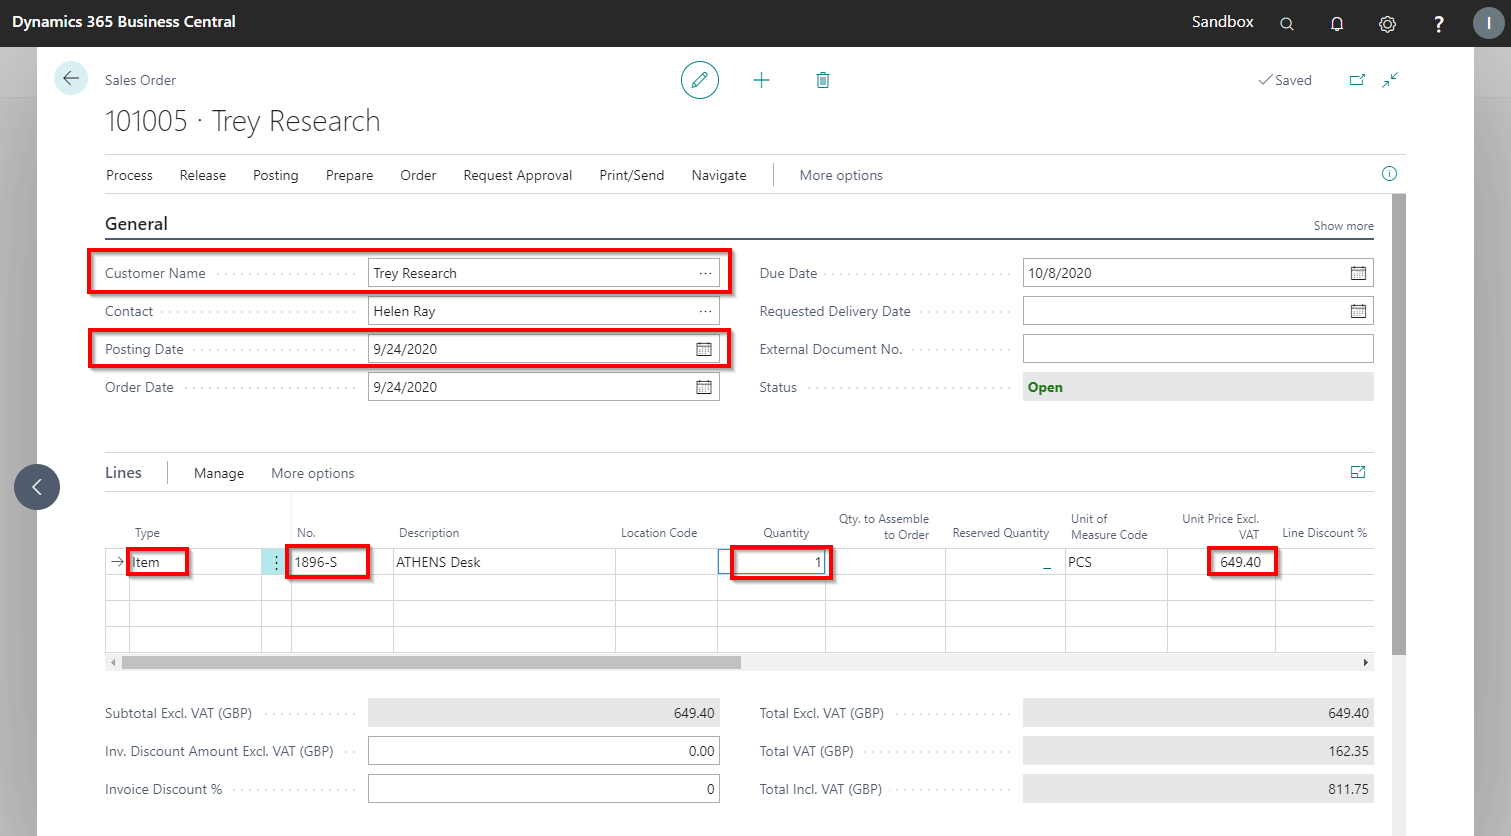 Dynamics 365 Business Central
Sandbox
?
I
Sales Order
Saved
101005 · Trey Research
Process Release Posting Prepare Order Request Approval Print/Send Navigate More options
General
Show more
Customer Name Trey Research
Due Date 10/8/2020
Contact Helen Ray
Requested Delivery Date
Posting Date 9/24/2020
External Document No.
Order Date 9/24/2020
Status Open
Lines Manage More options
Type No. Description Location Code Quantity Qty. to Assemble to Order Reserved Quantity Unit of Measure Code Unit Price Excl. VAT Line Discount %
Item 1896-S ATHENS Desk 1 _ PCS 649.40
Subtotal Excl. VAT (GBP) 649.40
Total Excl. VAT (GBP) 649.40
Inv. Discount Amount Excl. VAT (GBP) 0.00
Total VAT (GBP) 162.35
Invoice Discount % 0
Total Incl. VAT (GBP) 811.75